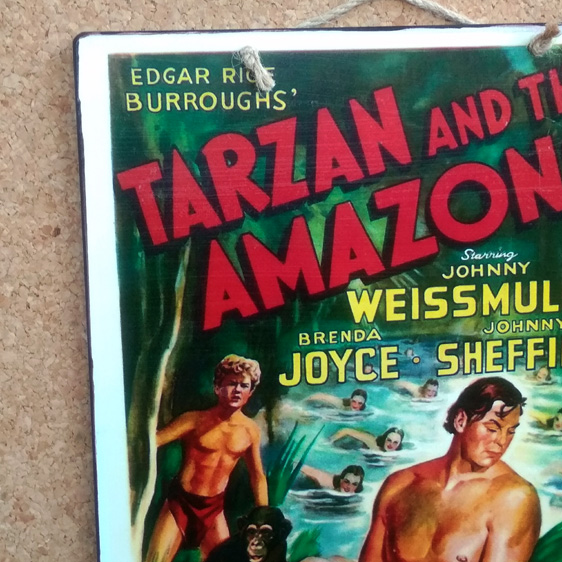 EDGAR RICE
BURROUGHS'
TARZAN AND TH
AMAZON
Starring
JOHNNY
WEISSMUL
BRENDA JOHNNY
JOYCE · SHEFFI